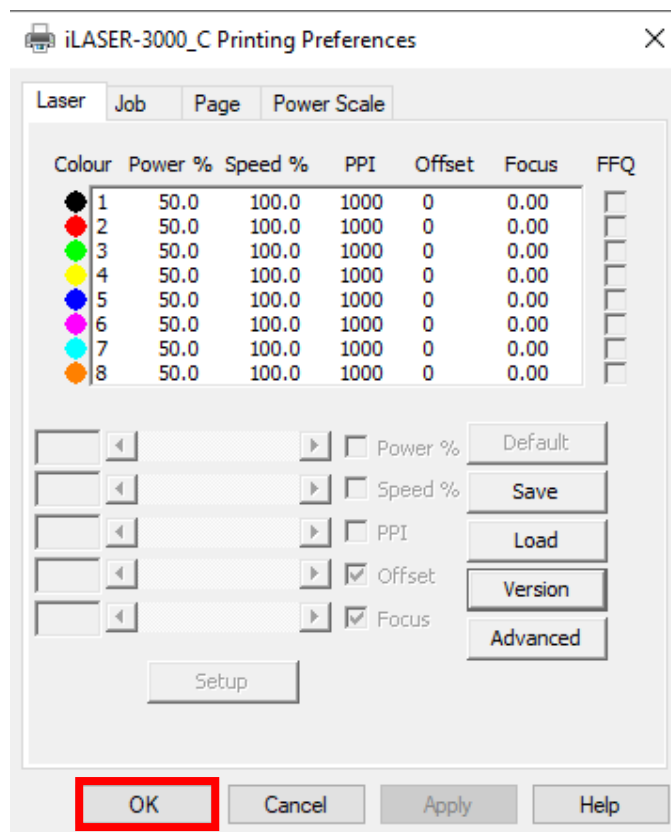 iLASER-3000_C Printing Preferences
Laser Job Page Power Scale
Colour Power % Speed % PPI Offset Focus FFQ
1 50.0 100.0 1000 0 0.00
2 50.0 100.0 1000 0 0.00
3 50.0 100.0 1000 0 0.00
4 50.0 100.0 1000 0 0.00
5 50.0 100.0 1000 0 0.00
6 50.0 100.0 1000 0 0.00
7 50.0 100.0 1000 0 0.00
8 50.0 100.0 1000 0 0.00
Power % Default
Speed % Save
PPI Load
Offset Version
Focus Advanced
Setup
OK Cancel Apply Help